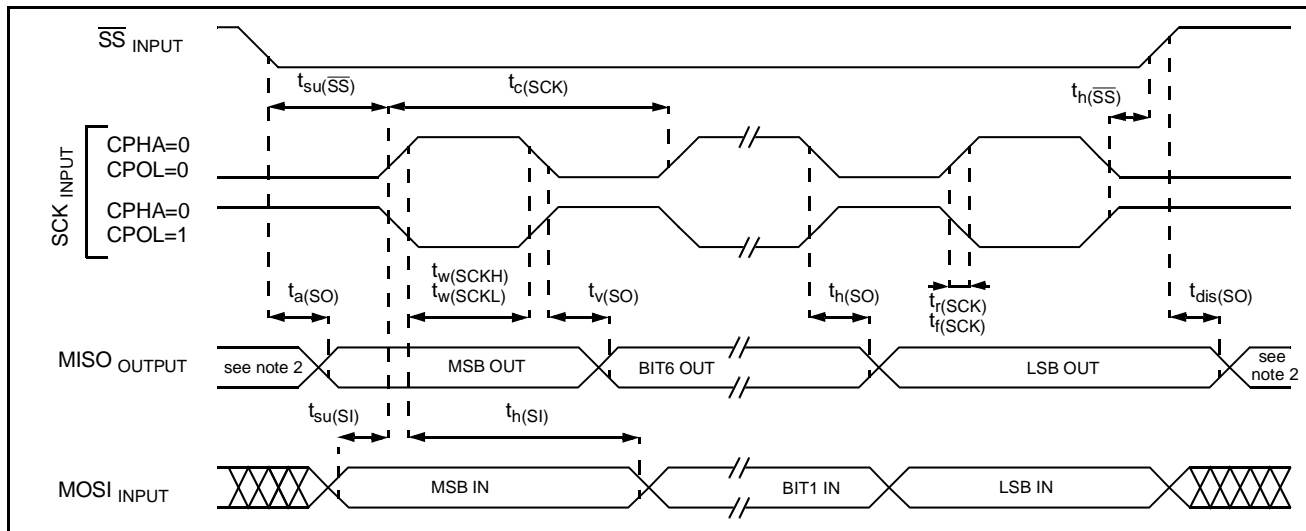 SS INPUT
tsu(SS)
tc(SCK)
th(SS)
SCK INPUT
CPHA=0
CPOL=0
CPHA=0
CPOL=1
ta(SO)
tw(SCKH)
tw(SCKL)
tv(SO)
th(SO)
tr(SCK)
tf(SCK)
tdis(SO)
MISO OUTPUT
see note 2
MSB OUT
BIT6 OUT
LSB OUT
see
note 2
tsu(SI)
th(SI)
MOSI INPUT
MSB IN
BIT1 IN
LSB IN